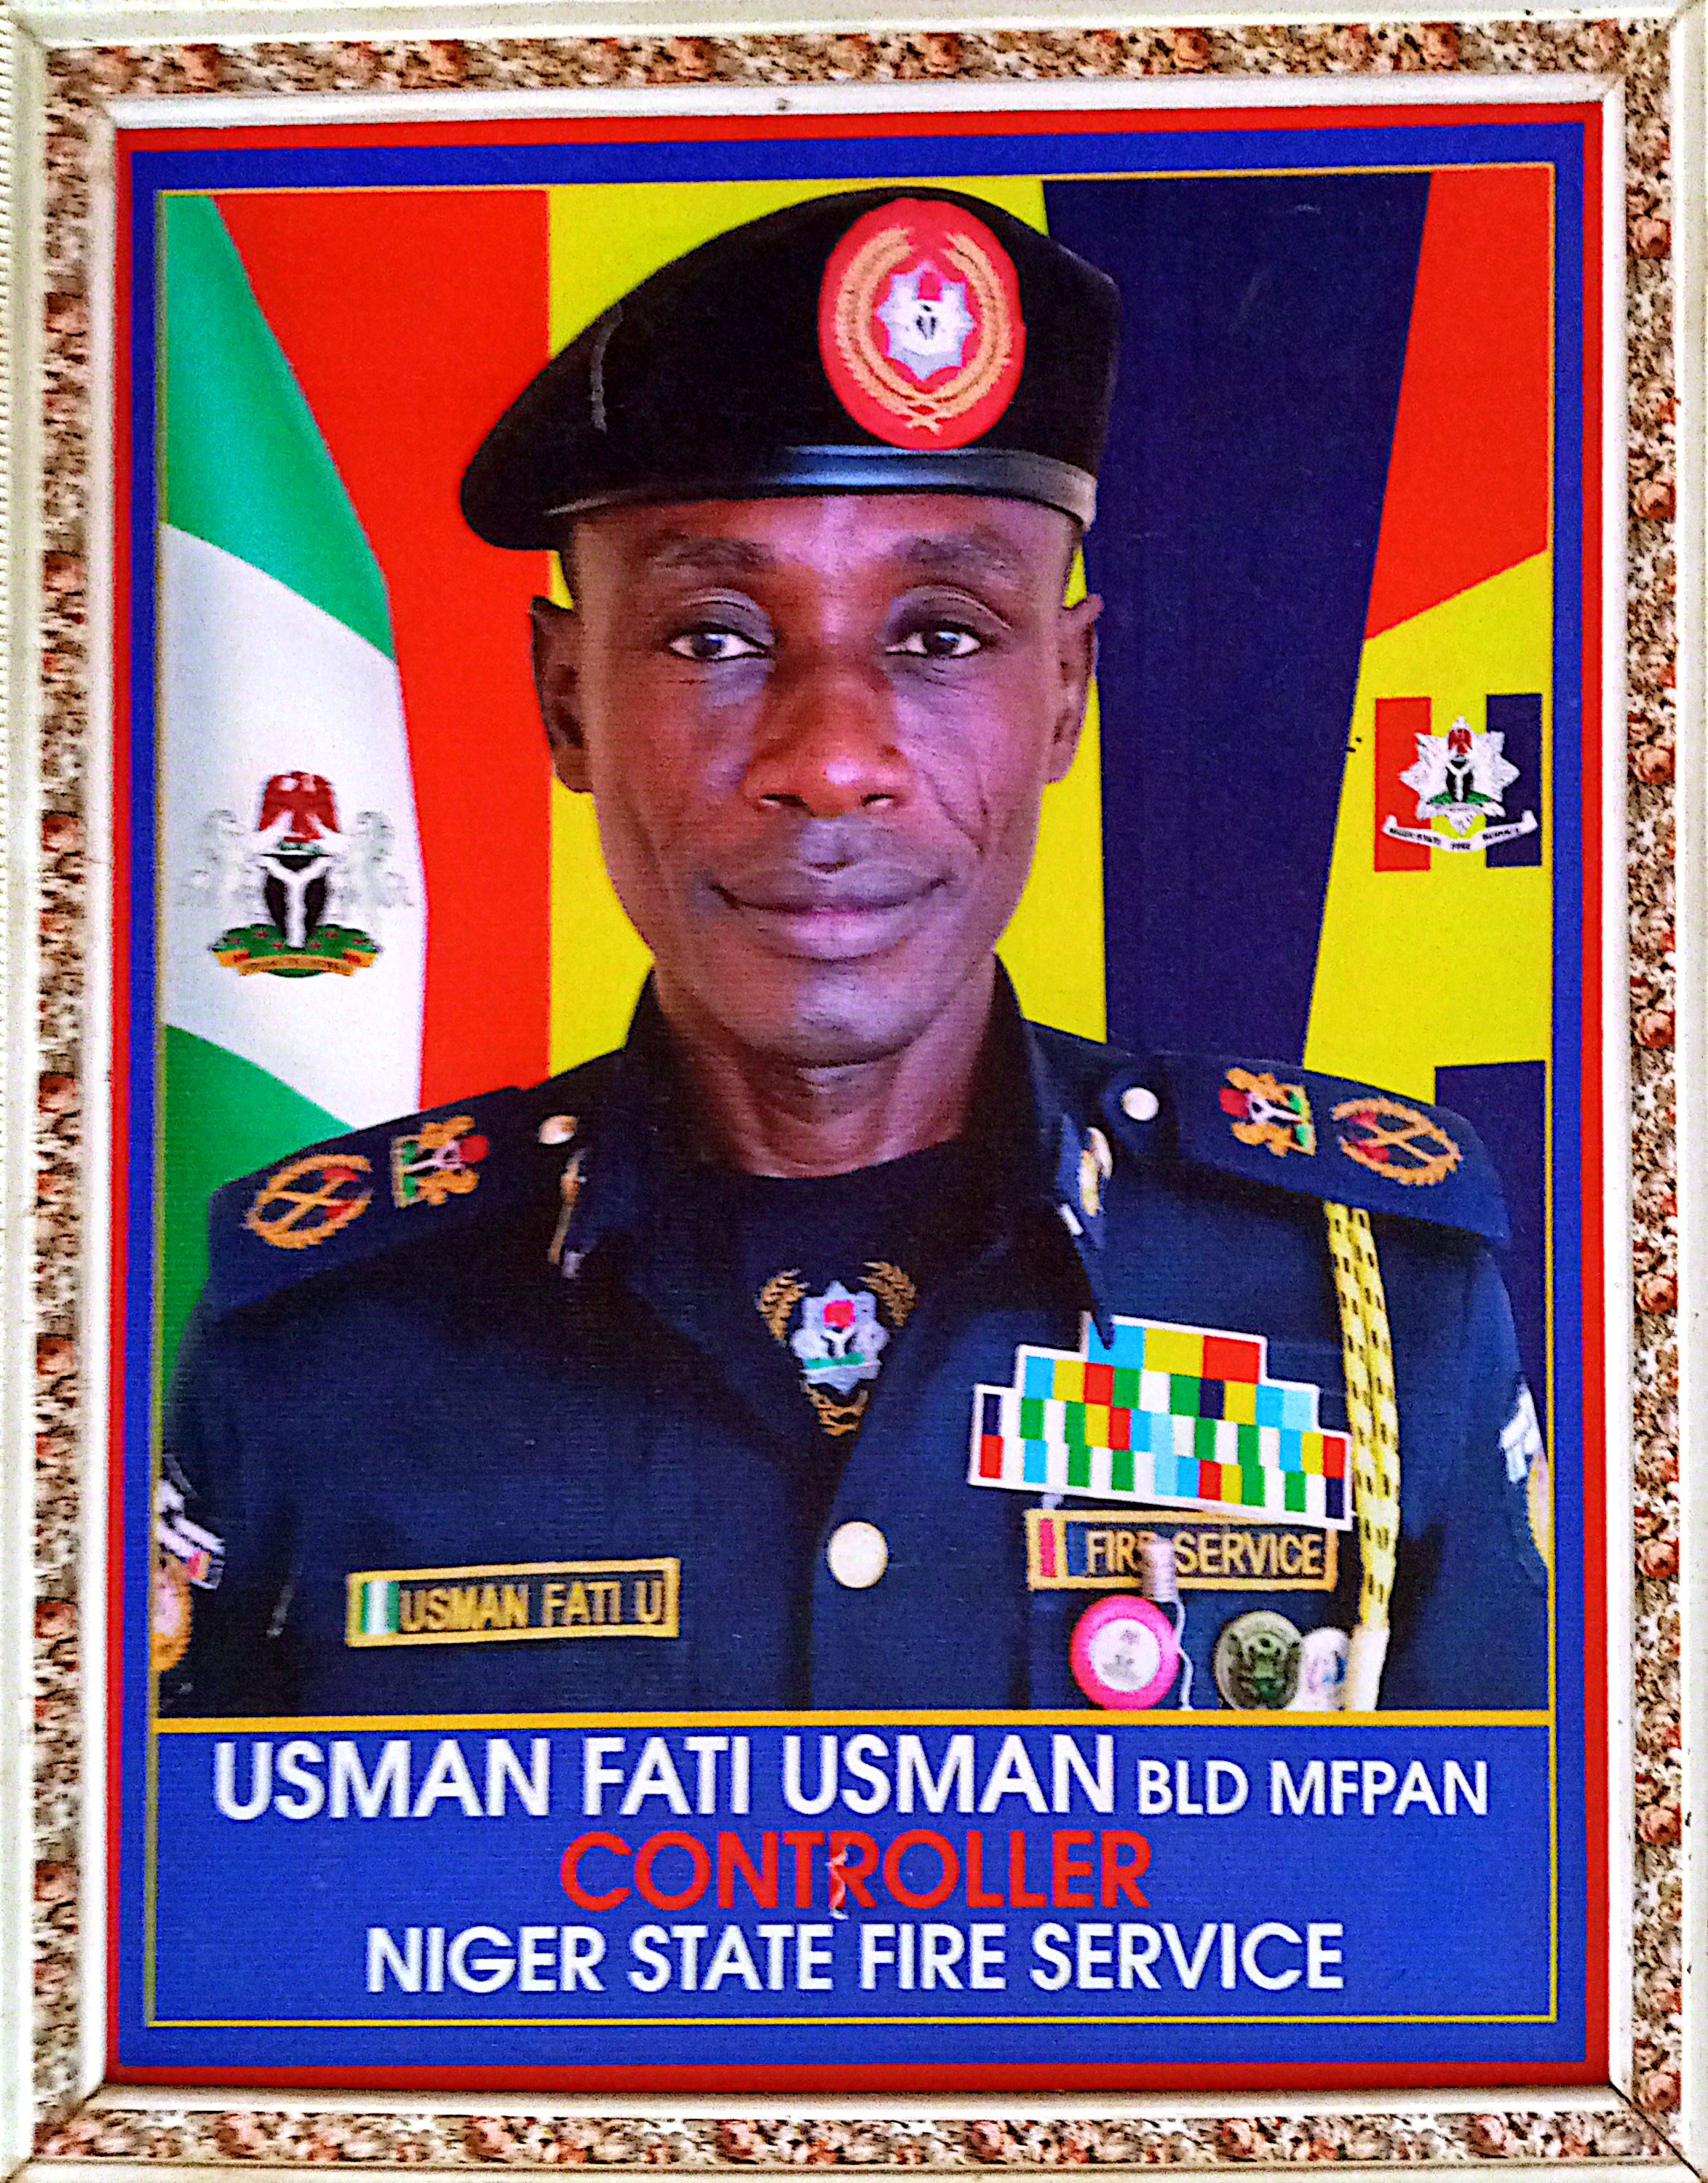 USMAN FATI U
FIRE SERVICE
USMAN FATI USMAN BLD MFPAN
CONTROLLER
NIGER STATE FIRE SERVICE